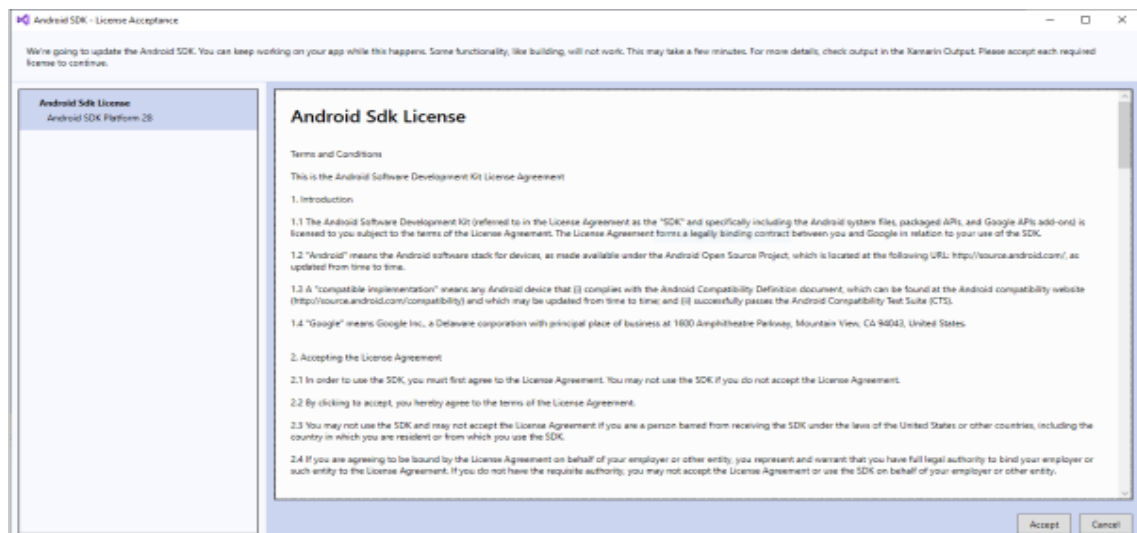 Android SDK - License Acceptance
We're going to update the Android SDK. You can keep working on your app while this happens. Some functionality, like building, will not work. This may take a few minutes. For more details, check output in the Xamarin Output. Please accept each required
license to continue.
Android Sdk License
Android SDK Platform 28
Android Sdk License
Terms and Conditions
This is the Android Software Development Kit License Agreement
1. Introduction
1.1 The Android Software Development Kit (referred to in the License Agreement as the "SDK" and specifically including the Android system files, packaged APIs, and Google APIs add-ons) is
licensed to you subject to the terms of the License Agreement. The License Agreement forms a legally binding contract between you and Google in relation to your use of the SDK.
1.2 "Android" means the Android software stack for devices, as made available under the Android Open Source Project, which is located at the following URL: http://source.android.com/, as
updated from time to time.
1.3 A "compatible implementation" means any Android device that (i) complies with the Android Compatibility Definition document, which can be found at the Android compatibility website
(http://source.android.com/compatibility) and which may be updated from time to time; and (ii) successfully passes the Android Compatibility Test Suite (CTS).
1.4 "Google" means Google Inc., a Delaware corporation with principal place of business at 1600 Amphitheatre Parkway, Mountain View, CA 94043, United States.
2. Accepting the License Agreement
2.1 In order to use the SDK, you must first agree to the License Agreement. You may not use the SDK if you do not accept the License Agreement.
2.2 By clicking to accept, you hereby agree to the terms of the License Agreement.
2.3 You may not use the SDK and may not accept the License Agreement if you are a person barred from receiving the SDK under the laws of the United States or other countries, including the
country in which you are resident or from which you use the SDK.
2.4 If you are agreeing to be bound by the License Agreement on behalf of your employer or other entity, you represent and warrant that you have full legal authority to bind your employer or
such entity to the License Agreement. If you do not have the requisite authority, you may not accept the License Agreement or use the SDK on behalf of your employer or other entity.
Accept Cancel